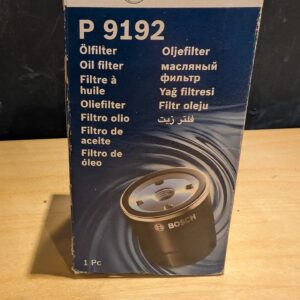 P 9192
Ölfilter
Oil filter
Filtre à
huile
Oliefilter
Filtro olio
Filtro de
aceite
Filtro de
óleo
Oljefilter
масляный
фильтр
Yağ filtresi
Filtr oleju
فلتر زيت
BOSCH
1 Pc